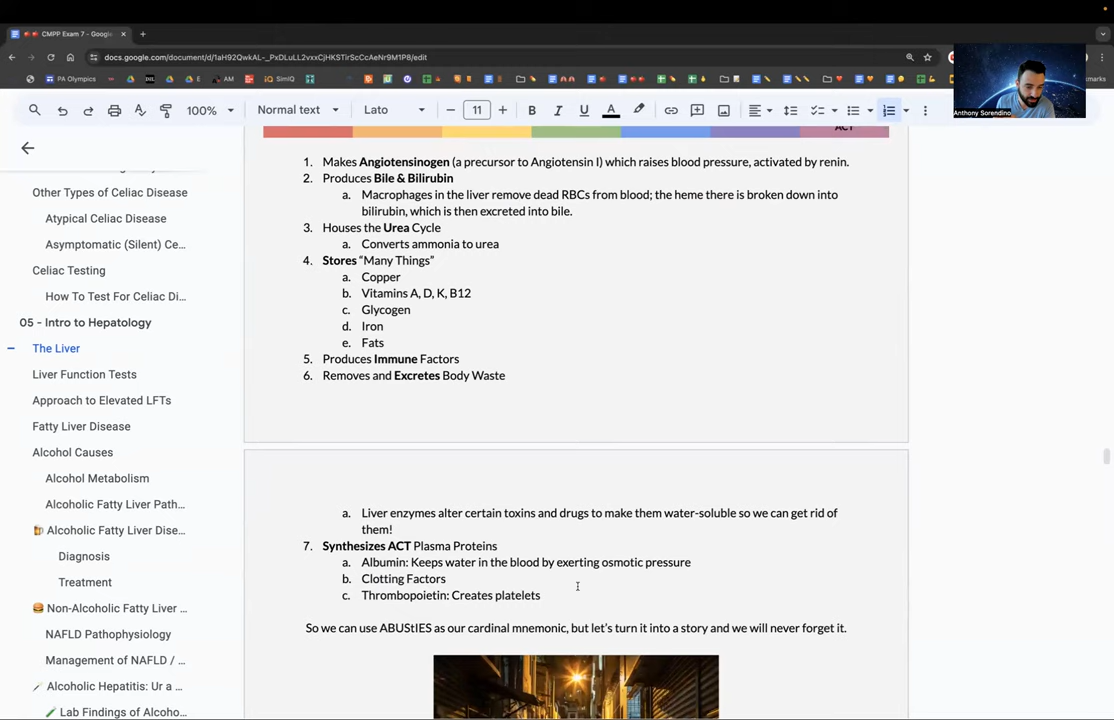 CMPP Exam 7 - Google
docs.google.com/document/d/1aH92QwkAL-_PxDLuLL2vxxCjHKSTirScCcAeNr9M1P8/edit
PA Olympics
AM
SimIQ
100%
Normal text
Lato
11
Anthony Sorendino
Other Types of Celiac Disease
Atypical Celiac Disease
Asymptomatic (Silent) Ce...
Celiac Testing
How To Test For Celiac Di...
05 - Intro to Hepatology
The Liver
Liver Function Tests
Approach to Elevated LFTs
Fatty Liver Disease
Alcohol Causes
Alcohol Metabolism
Alcoholic Fatty Liver Path...
Alcoholic Fatty Liver Dise...
Diagnosis
Treatment
Non-Alcoholic Fatty Liver ...
NAFLD Pathophysiology
Management of NAFLD / ...
Alcoholic Hepatitis: Ur a ...
Lab Findings of Alcoho...
ACT
1. Makes Angiotensinogen (a precursor to Angiotensin I) which raises blood pressure, activated by renin.
2. Produces Bile & Bilirubin
a. Macrophages in the liver remove dead RBCs from blood; the heme there is broken down into
bilirubin, which is then excreted into bile.
3. Houses the Urea Cycle
a. Converts ammonia to urea
4. Stores “Many Things”
a. Copper
b. Vitamins A, D, K, B12
c. Glycogen
d. Iron
e. Fats
5. Produces Immune Factors
6. Removes and Excretes Body Waste
a. Liver enzymes alter certain toxins and drugs to make them water-soluble so we can get rid of
them!
7. Synthesizes ACT Plasma Proteins
a. Albumin: Keeps water in the blood by exerting osmotic pressure
b. Clotting Factors
c. Thrombopoietin: Creates platelets
So we can use ABUStIES as our cardinal mnemonic, but let’s turn it into a story and we will never forget it.